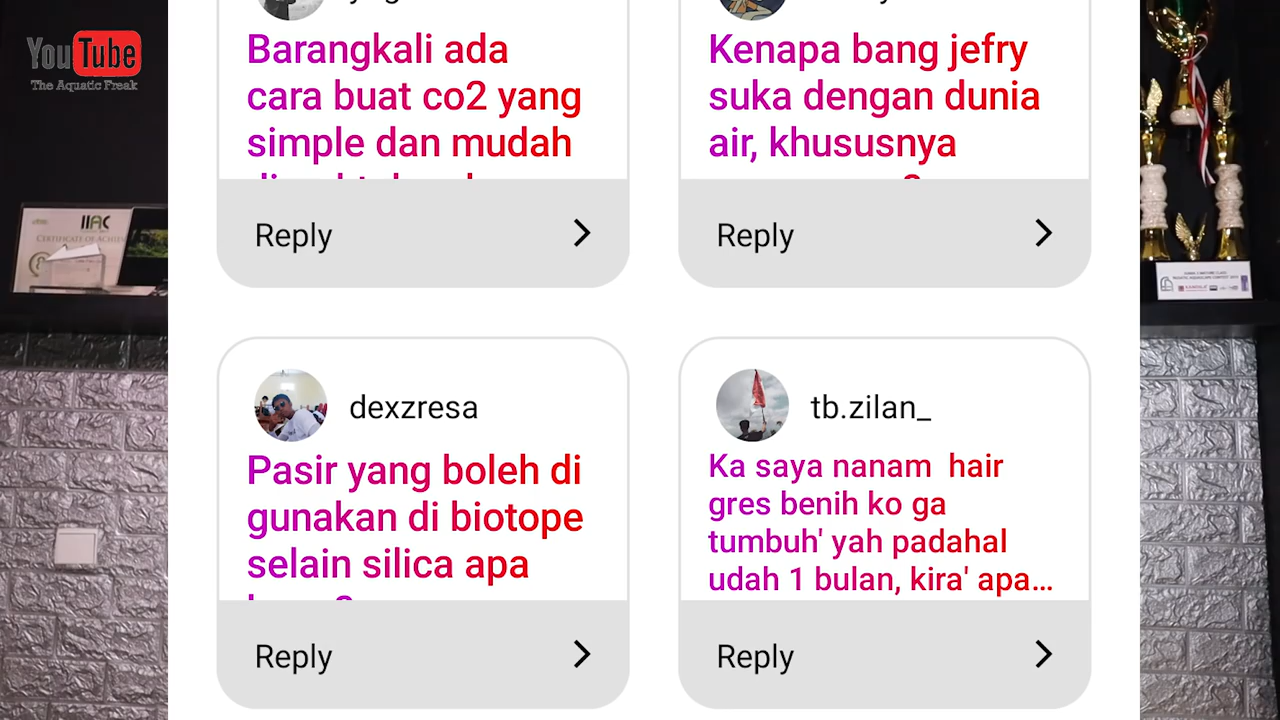 YouTube
The Aquatic Freak
Barangkali ada
cara buat co2 yang
simple dan mudah
Reply
Kenapa bang jefry
suka dengan dunia
air, khususnya
Reply
dexzresa
Pasir yang boleh di
gunakan di biotope
selain silica apa
Reply
tb.zilan_
Ka saya nanam hair
gres benih ko ga
tumbuh' yah padahal
udah 1 bulan, kira' apa...
Reply
IIAC